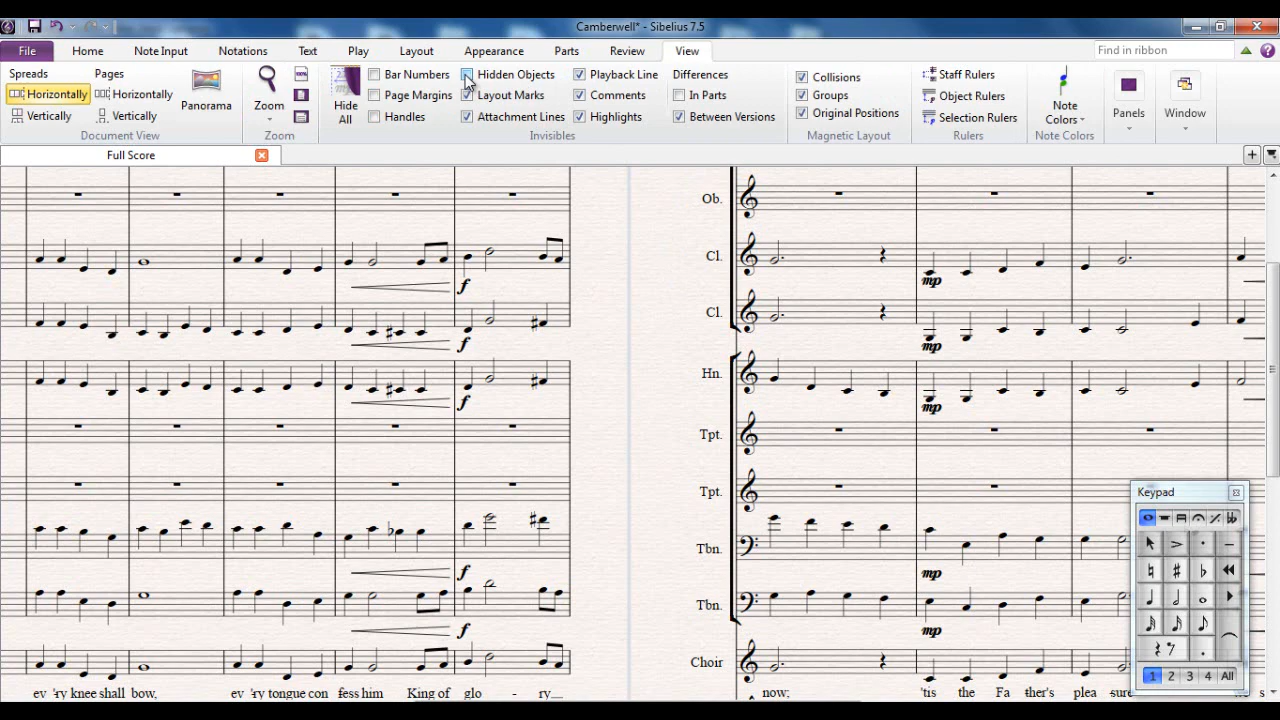 Camberwell* - Sibelius 7.5
File Home Note Input Notations Text Play Layout Appearance Parts Review View Find in ribbon
Spreads Pages
Horizontally Horizontally
Vertically Vertically
Panorama
Document View
Zoom
100%
Zoom
Hide All
Bar Numbers Hidden Objects Playback Line
Page Margins Layout Marks Comments
Handles Attachment Lines Highlights
Invisibles
Differences
In Parts
Between Versions
Collisions
Groups
Original Positions
Magnetic Layout
Staff Rulers
Object Rulers
Selection Rulers
Rulers
Note Colors
Note Colors
Panels
Window
Full Score
Ob.
Cl.
mp
f
Cl.
f mp
Hn.
f mp
Tpt.
Tpt.
Tbn.
f mp
Tbn.
f mp
Choir
ev 'ry knee shall bow, ev 'ry tongue con fess him King of glo - ry
now; 'tis the Fa ther's plea sure
Keypad
1 2 3 4 All